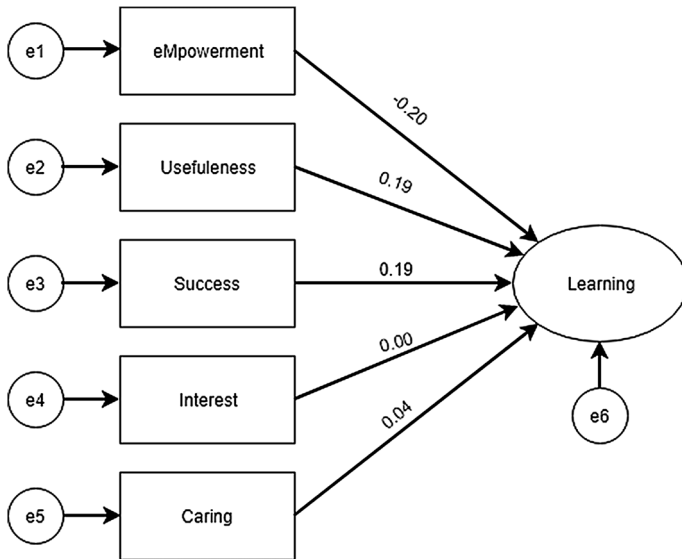 e1
eMpowerment
-0.20
e2
Usefuleness
0.19
e3
Success
0.19
Learning
e4
Interest
0.00
e6
e5
Caring
0.04